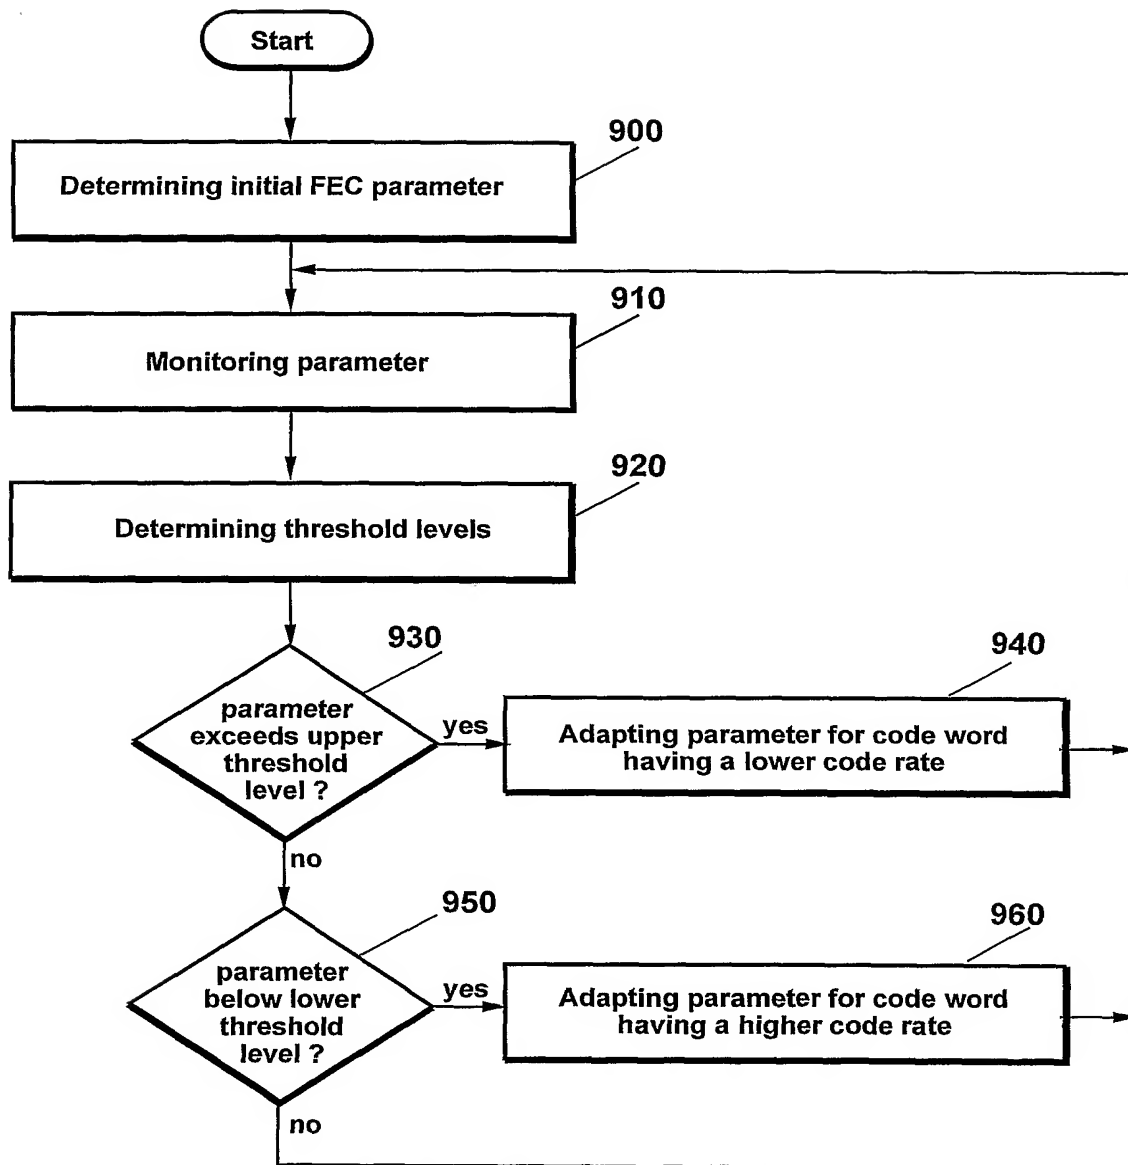 Start
900
Determining initial FEC parameter
910
Monitoring parameter
920
Determining threshold levels
930
parameter
exceeds upper
threshold
level ?
yes
940
Adapting parameter for code word
having a lower code rate
no
950
parameter
below lower
threshold
level ?
yes
960
Adapting parameter for code word
having a higher code rate
no